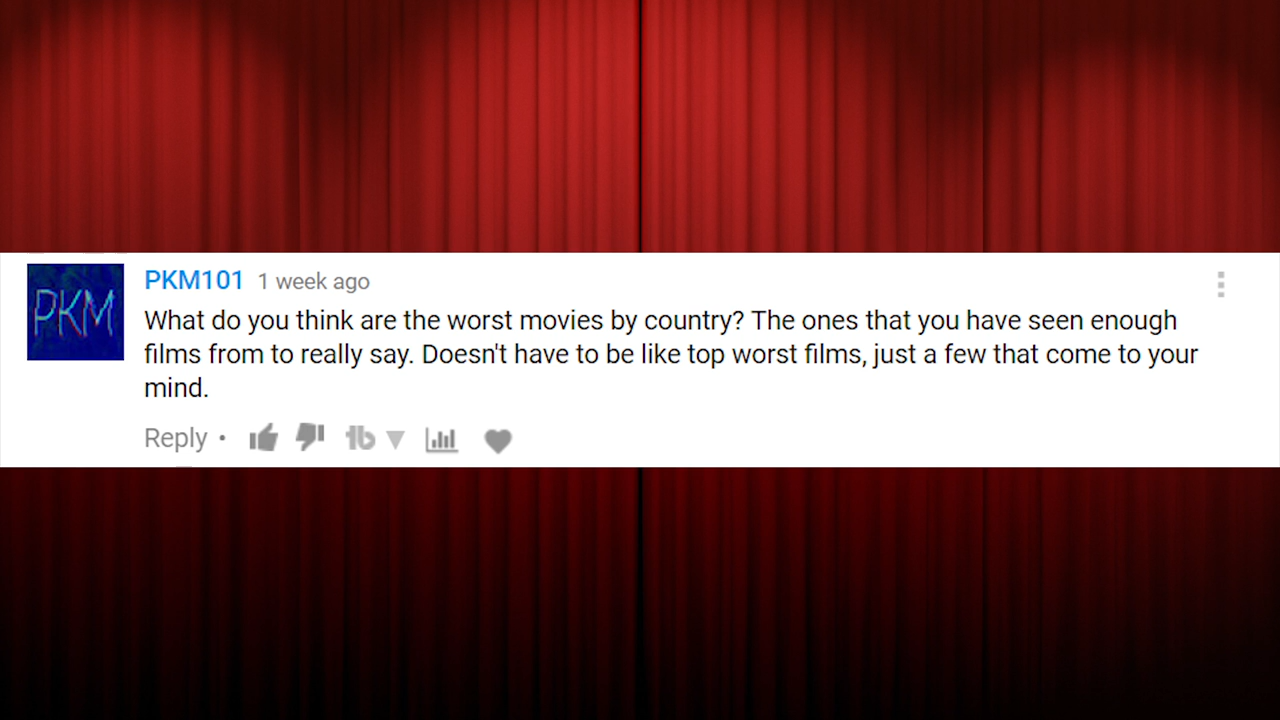 PKM
PKM101 1 week ago
What do you think are the worst movies by country? The ones that you have seen enough
films from to really say. Doesn't have to be like top worst films, just a few that come to your
mind.
Reply •